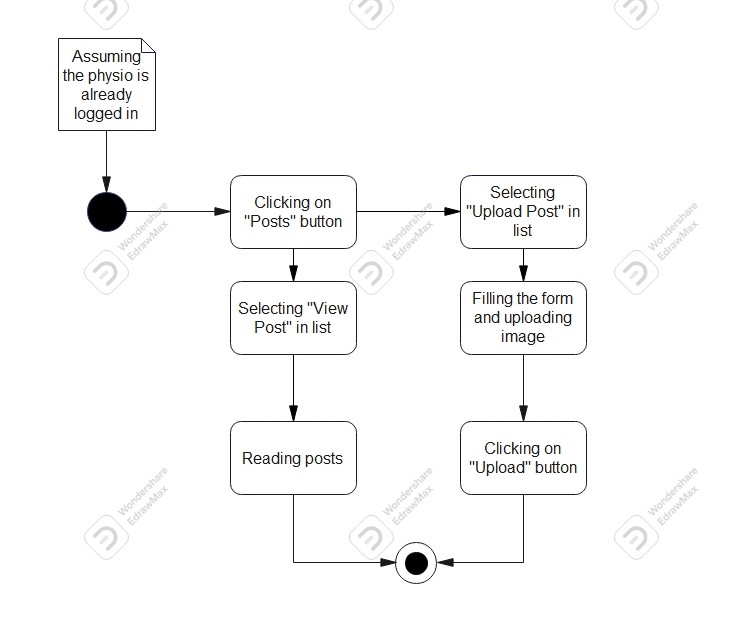 Assuming
the physio is
already
logged in
Clicking on
"Posts" button
Selecting
"Upload Post" in
list
Selecting "View
Post" in list
Filling the form
and uploading
image
Reading posts
Clicking on
"Upload" button
Wondershare
EdrawMax
Wondershare
EdrawMax
Wondershare
EdrawMax
Wondershare
EdrawMax
Wondershare
EdrawMax
Wondershare
EdrawMax